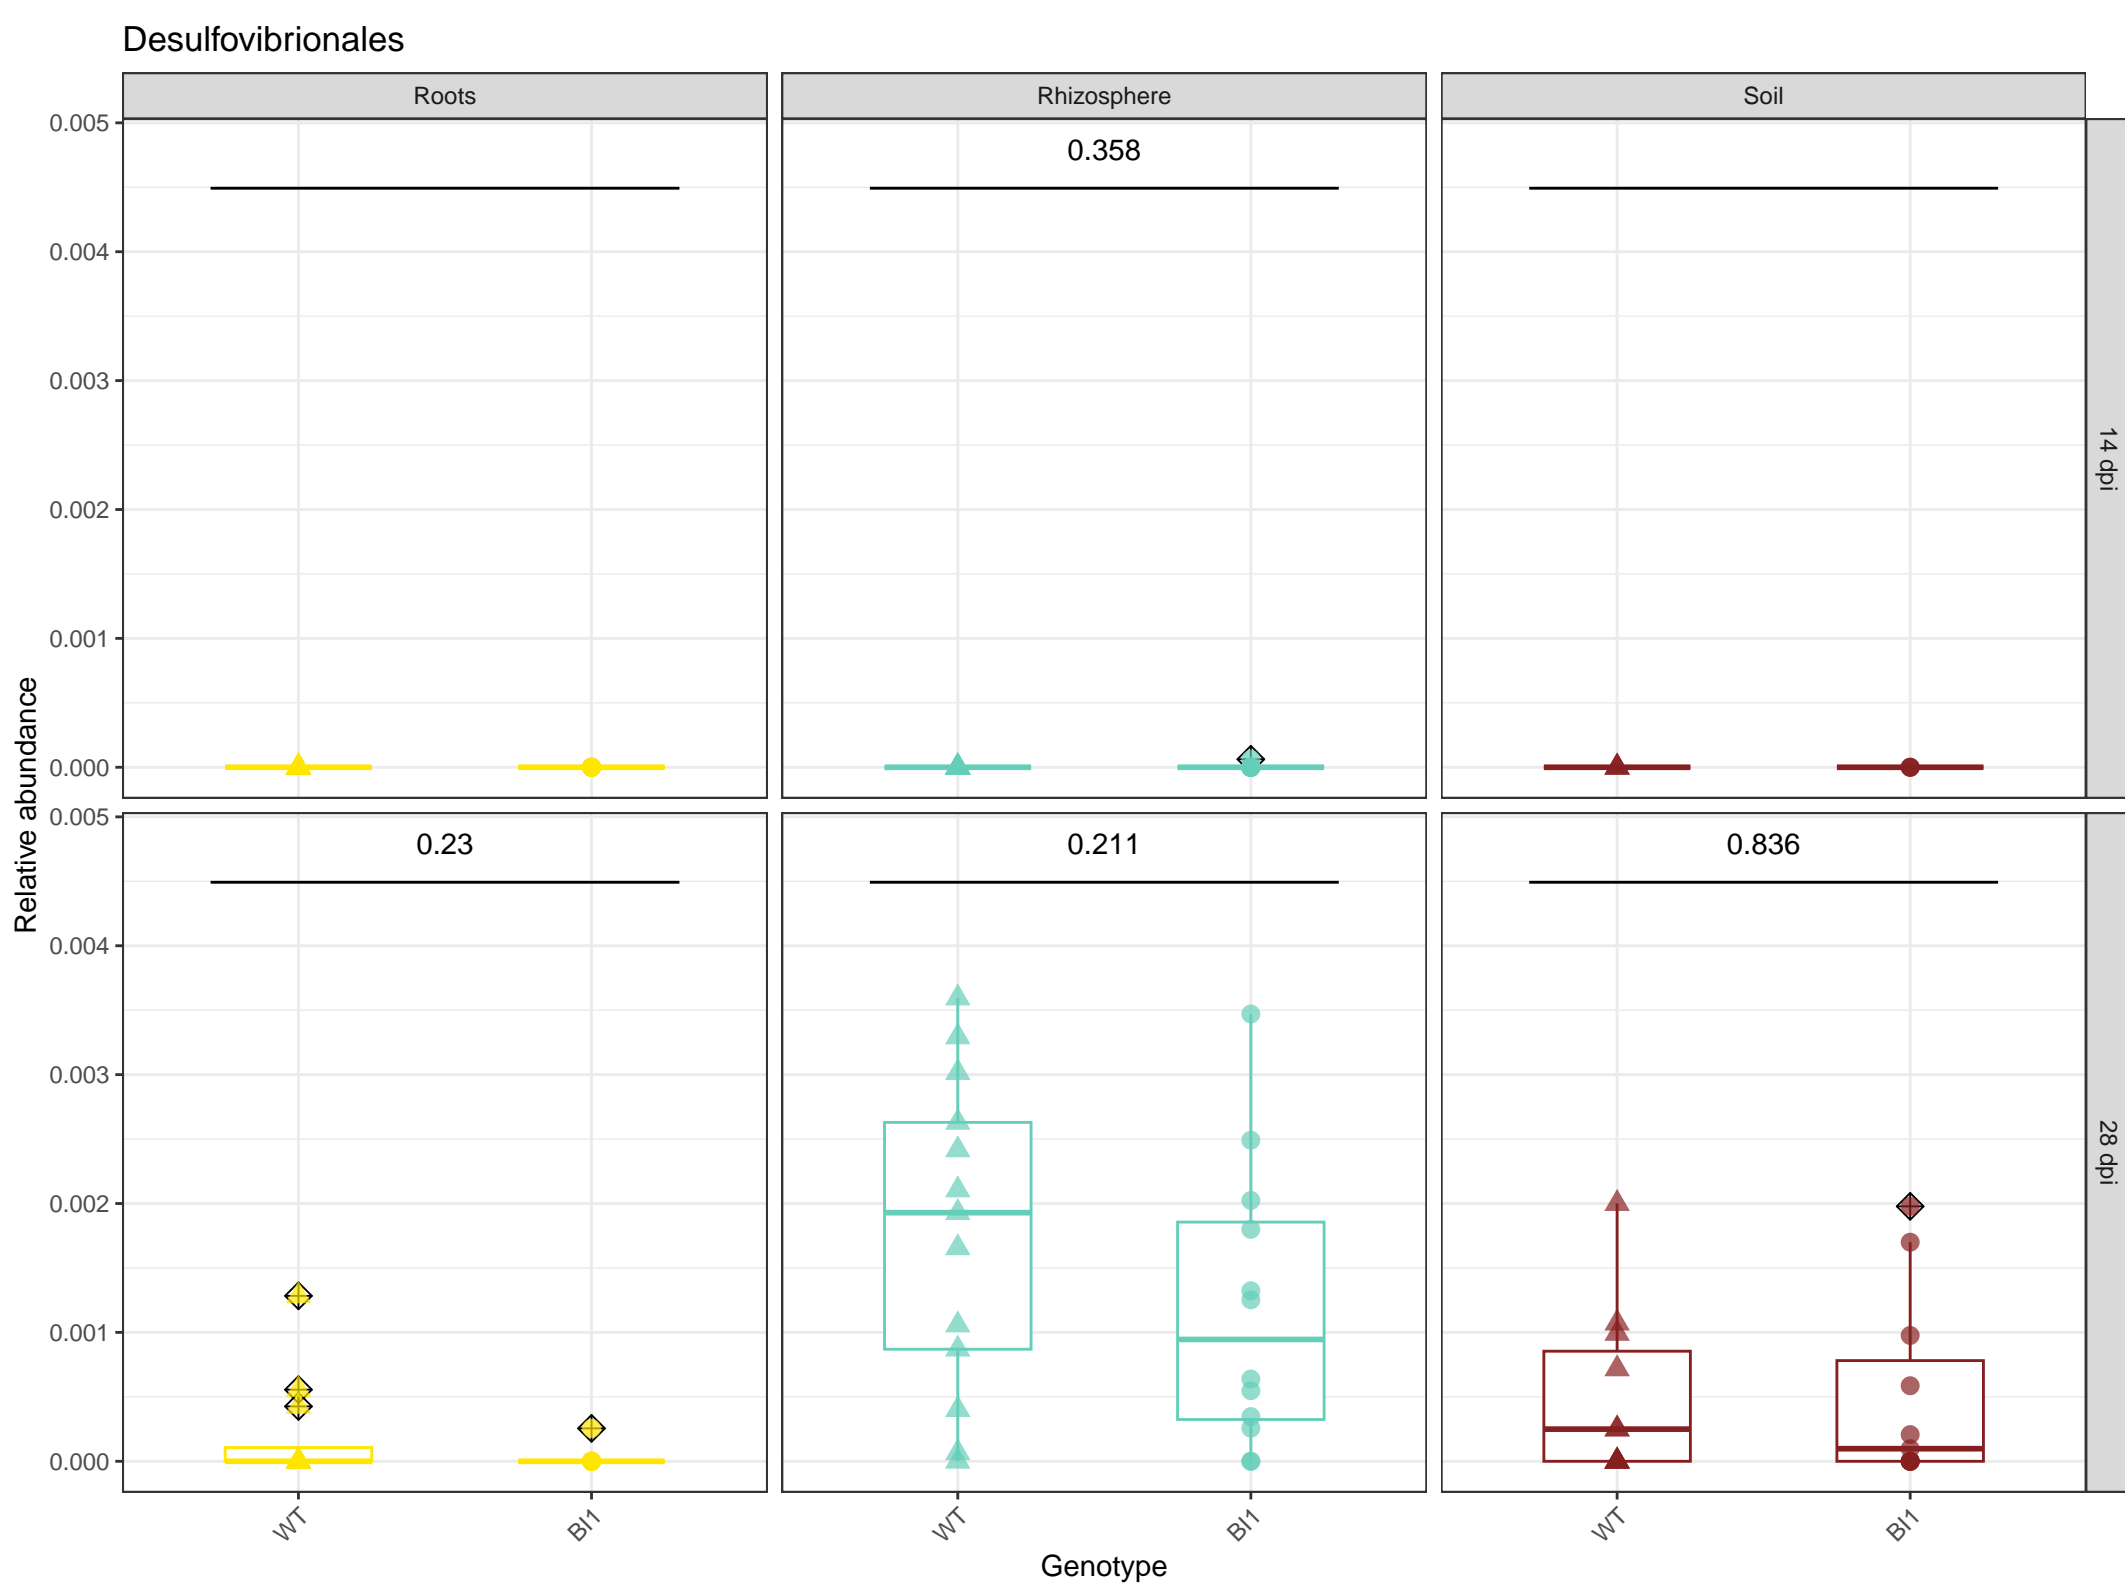 Desulfovibrionales
Roots
Rhizosphere
Soil
0.005
0.004
0.003
0.002
0.001
0.000
0.358
14 dpi
0.005
0.004
0.003
0.002
0.001
0.000
0.23
0.211
0.836
28 dpi
Relative abundance
WT
BI1
WT
BI1
WT
BI1
Genotype